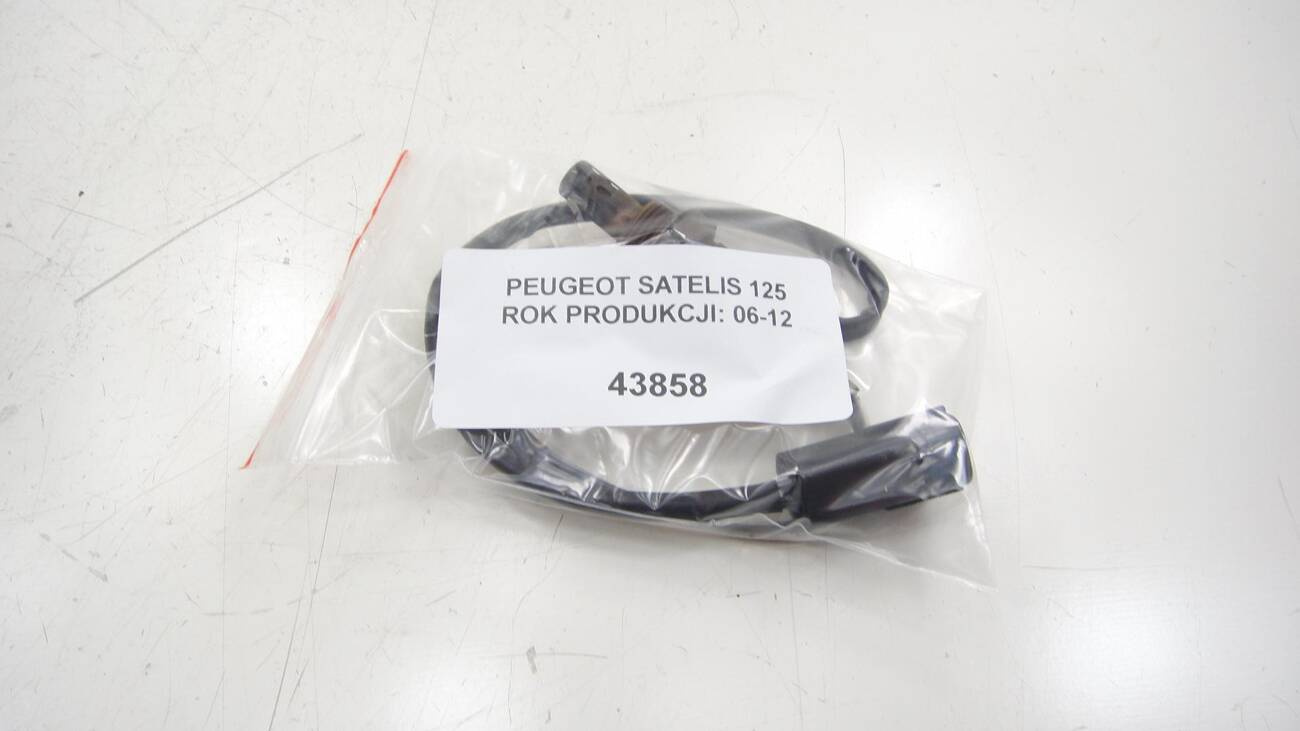 PEUGEOT SATELIS 125
ROK PRODUKCJI: 06-12
43858